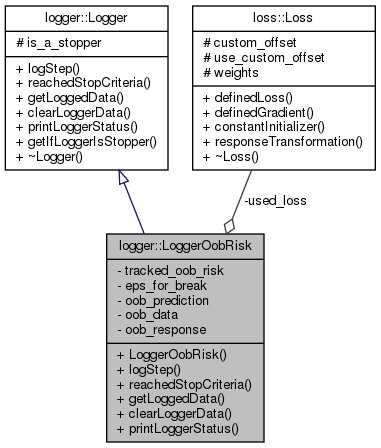 logger::Logger
# is_a_stopper
+ logStep()
+ reachedStopCriteria()
+ getLoggedData()
+ clearLoggerData()
+ printLoggerStatus()
+ getIfLoggerIsStopper()
+ ~Logger()
loss::Loss
# custom_offset
# use_custom_offset
# weights
+ definedLoss()
+ definedGradient()
+ constantInitializer()
+ responseTransformation()
+ ~Loss()
-used_loss
logger::LoggerOobRisk
- tracked_oob_risk
- eps_for_break
- oob_prediction
- oob_data
- oob_response
+ LoggerOobRisk()
+ logStep()
+ reachedStopCriteria()
+ getLoggedData()
+ clearLoggerData()
+ printLoggerStatus()